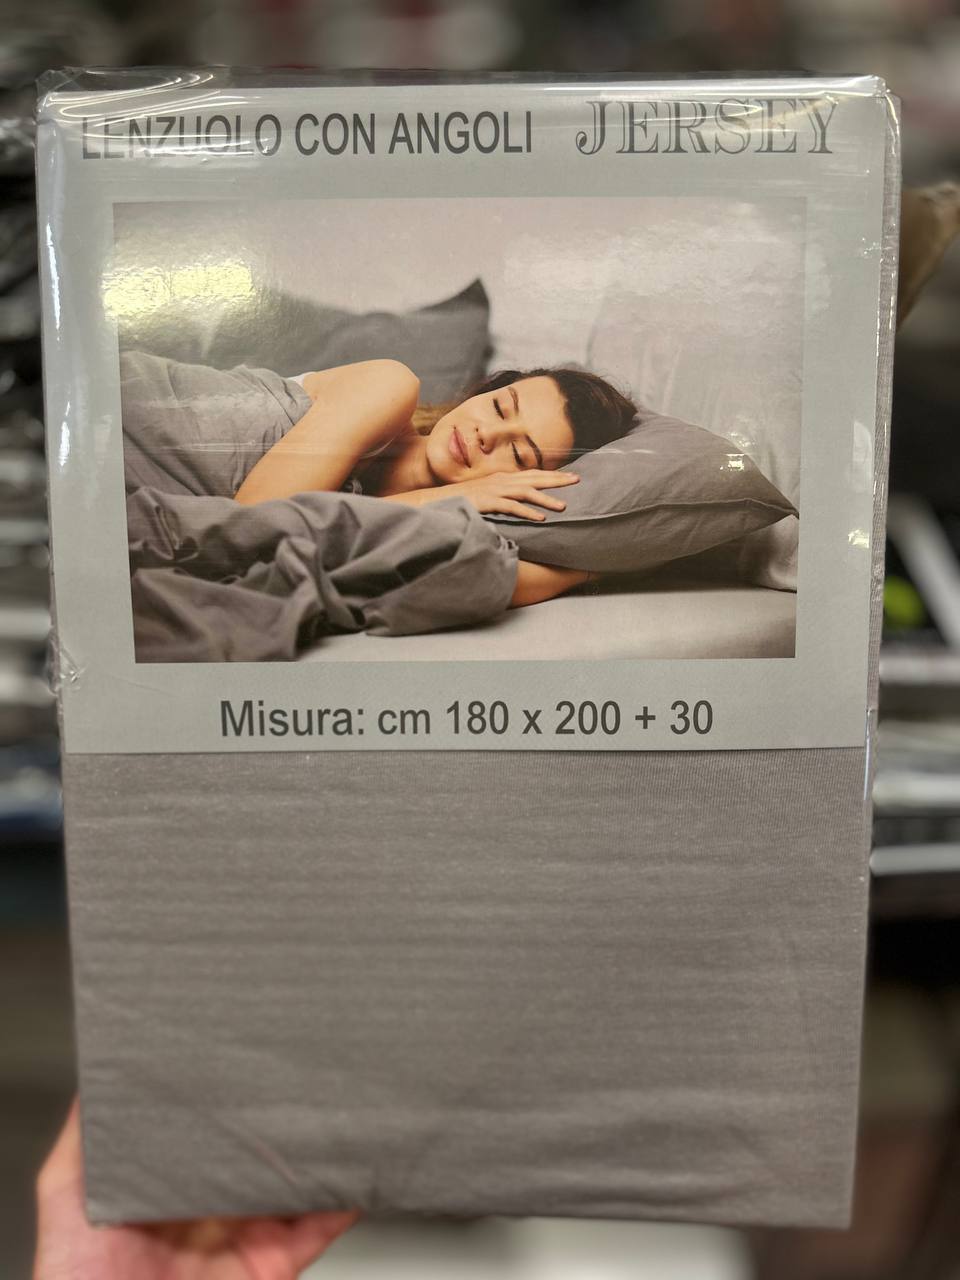 LENZUOLO CON ANGOLI JERSEY
Misura: cm 180 x 200 + 30